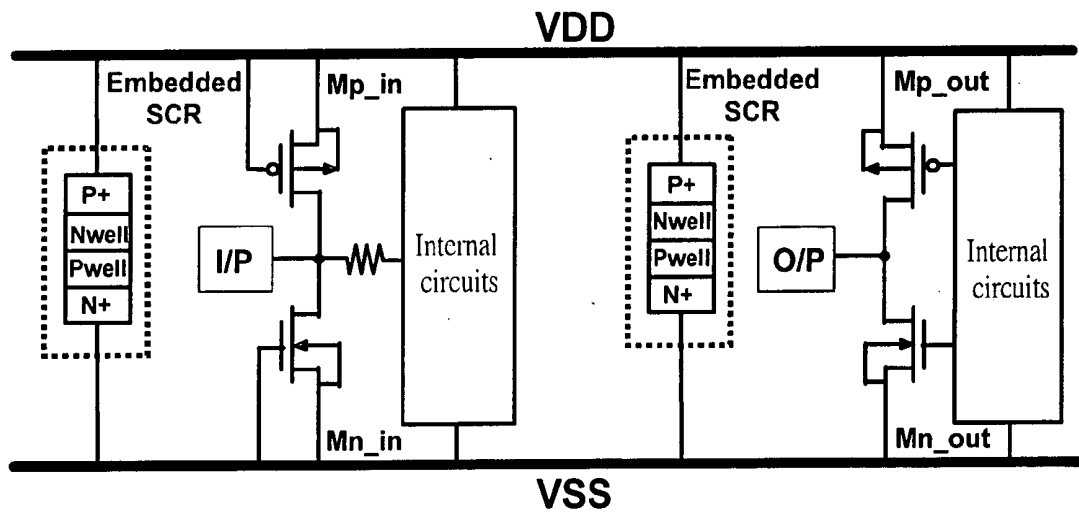 VDD
Embedded
SCR
Mp_in
P+
Nwell
Pwell
N+
I/P
Internal
circuits
Mn_in
Embedded
SCR
Mp_out
P+
Nwell
Pwell
N+
O/P
Internal
circuits
Mn_out
VSS